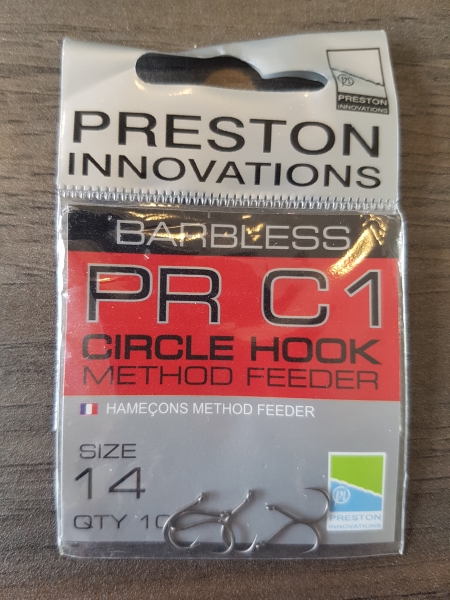 PRESTON
INNOVATIONS
PRESTON
INNOVATIONS
BARBLESS
PR C1
CIRCLE HOOK
METHOD FEEDER
HAMEÇONS METHOD FEEDER
SIZE
14
QTY 10
PRESTON
INNOVATIONS